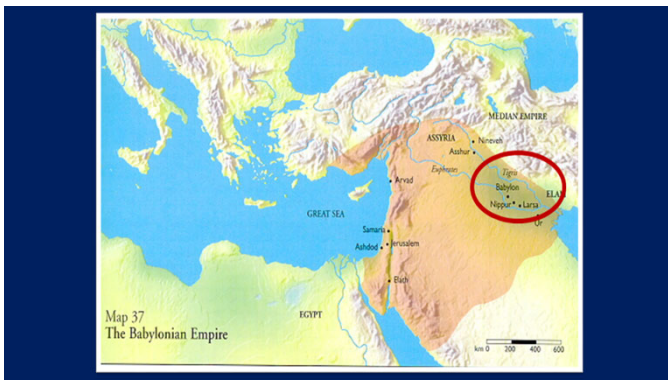 MEDIAN EMPIRE
ASSYRIA
Nineveh
Asshur
Tigris
Euphrates
Babylon
ELAM
Nippur
Larsa
Ur
Arvad
GREAT SEA
Samaria
Jerusalem
Ashdod
Elath
EGYPT
Map 37
The Babylonian Empire
km 0 200 400 600